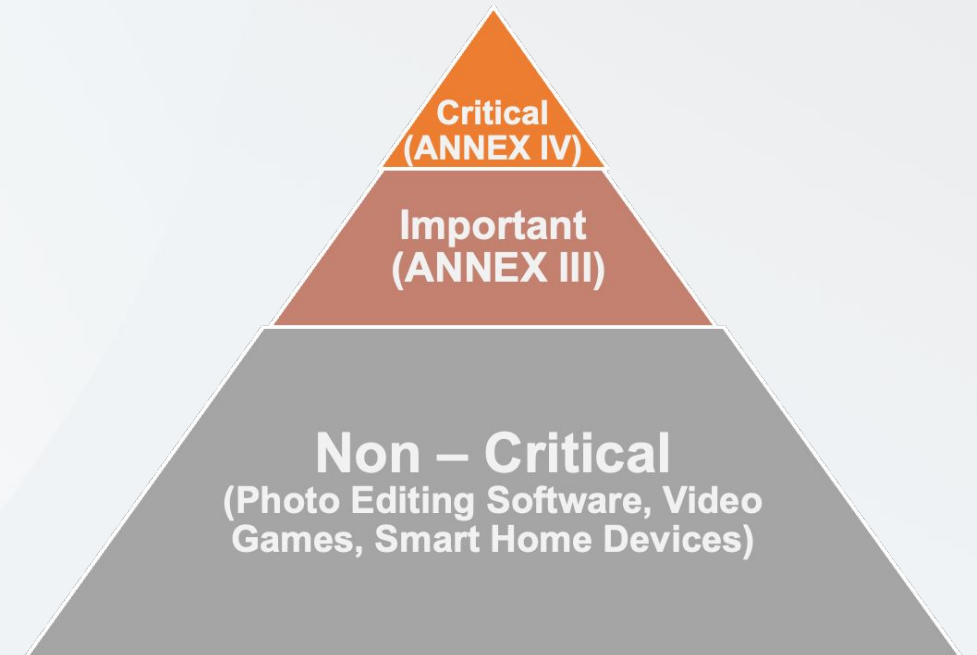 Critical
(ANNEX IV)
Important
(ANNEX III)
Non – Critical
(Photo Editing Software, Video
Games, Smart Home Devices)